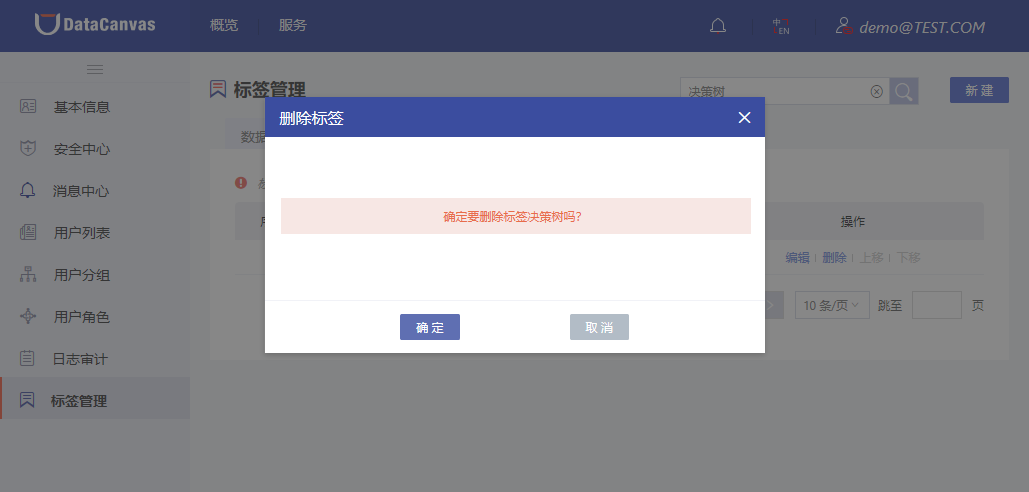 DataCanvas
概览
服务
中
EN
demo@TEST.COM
基本信息
安全中心
消息中心
用户列表
用户分组
用户角色
日志审计
标签管理
标签管理
决策树
新 建
数据
删除标签
确定要删除标签决策树吗?
确 定
取 消
操作
编辑
删除
上移
下移
10 条/页
跳至
页